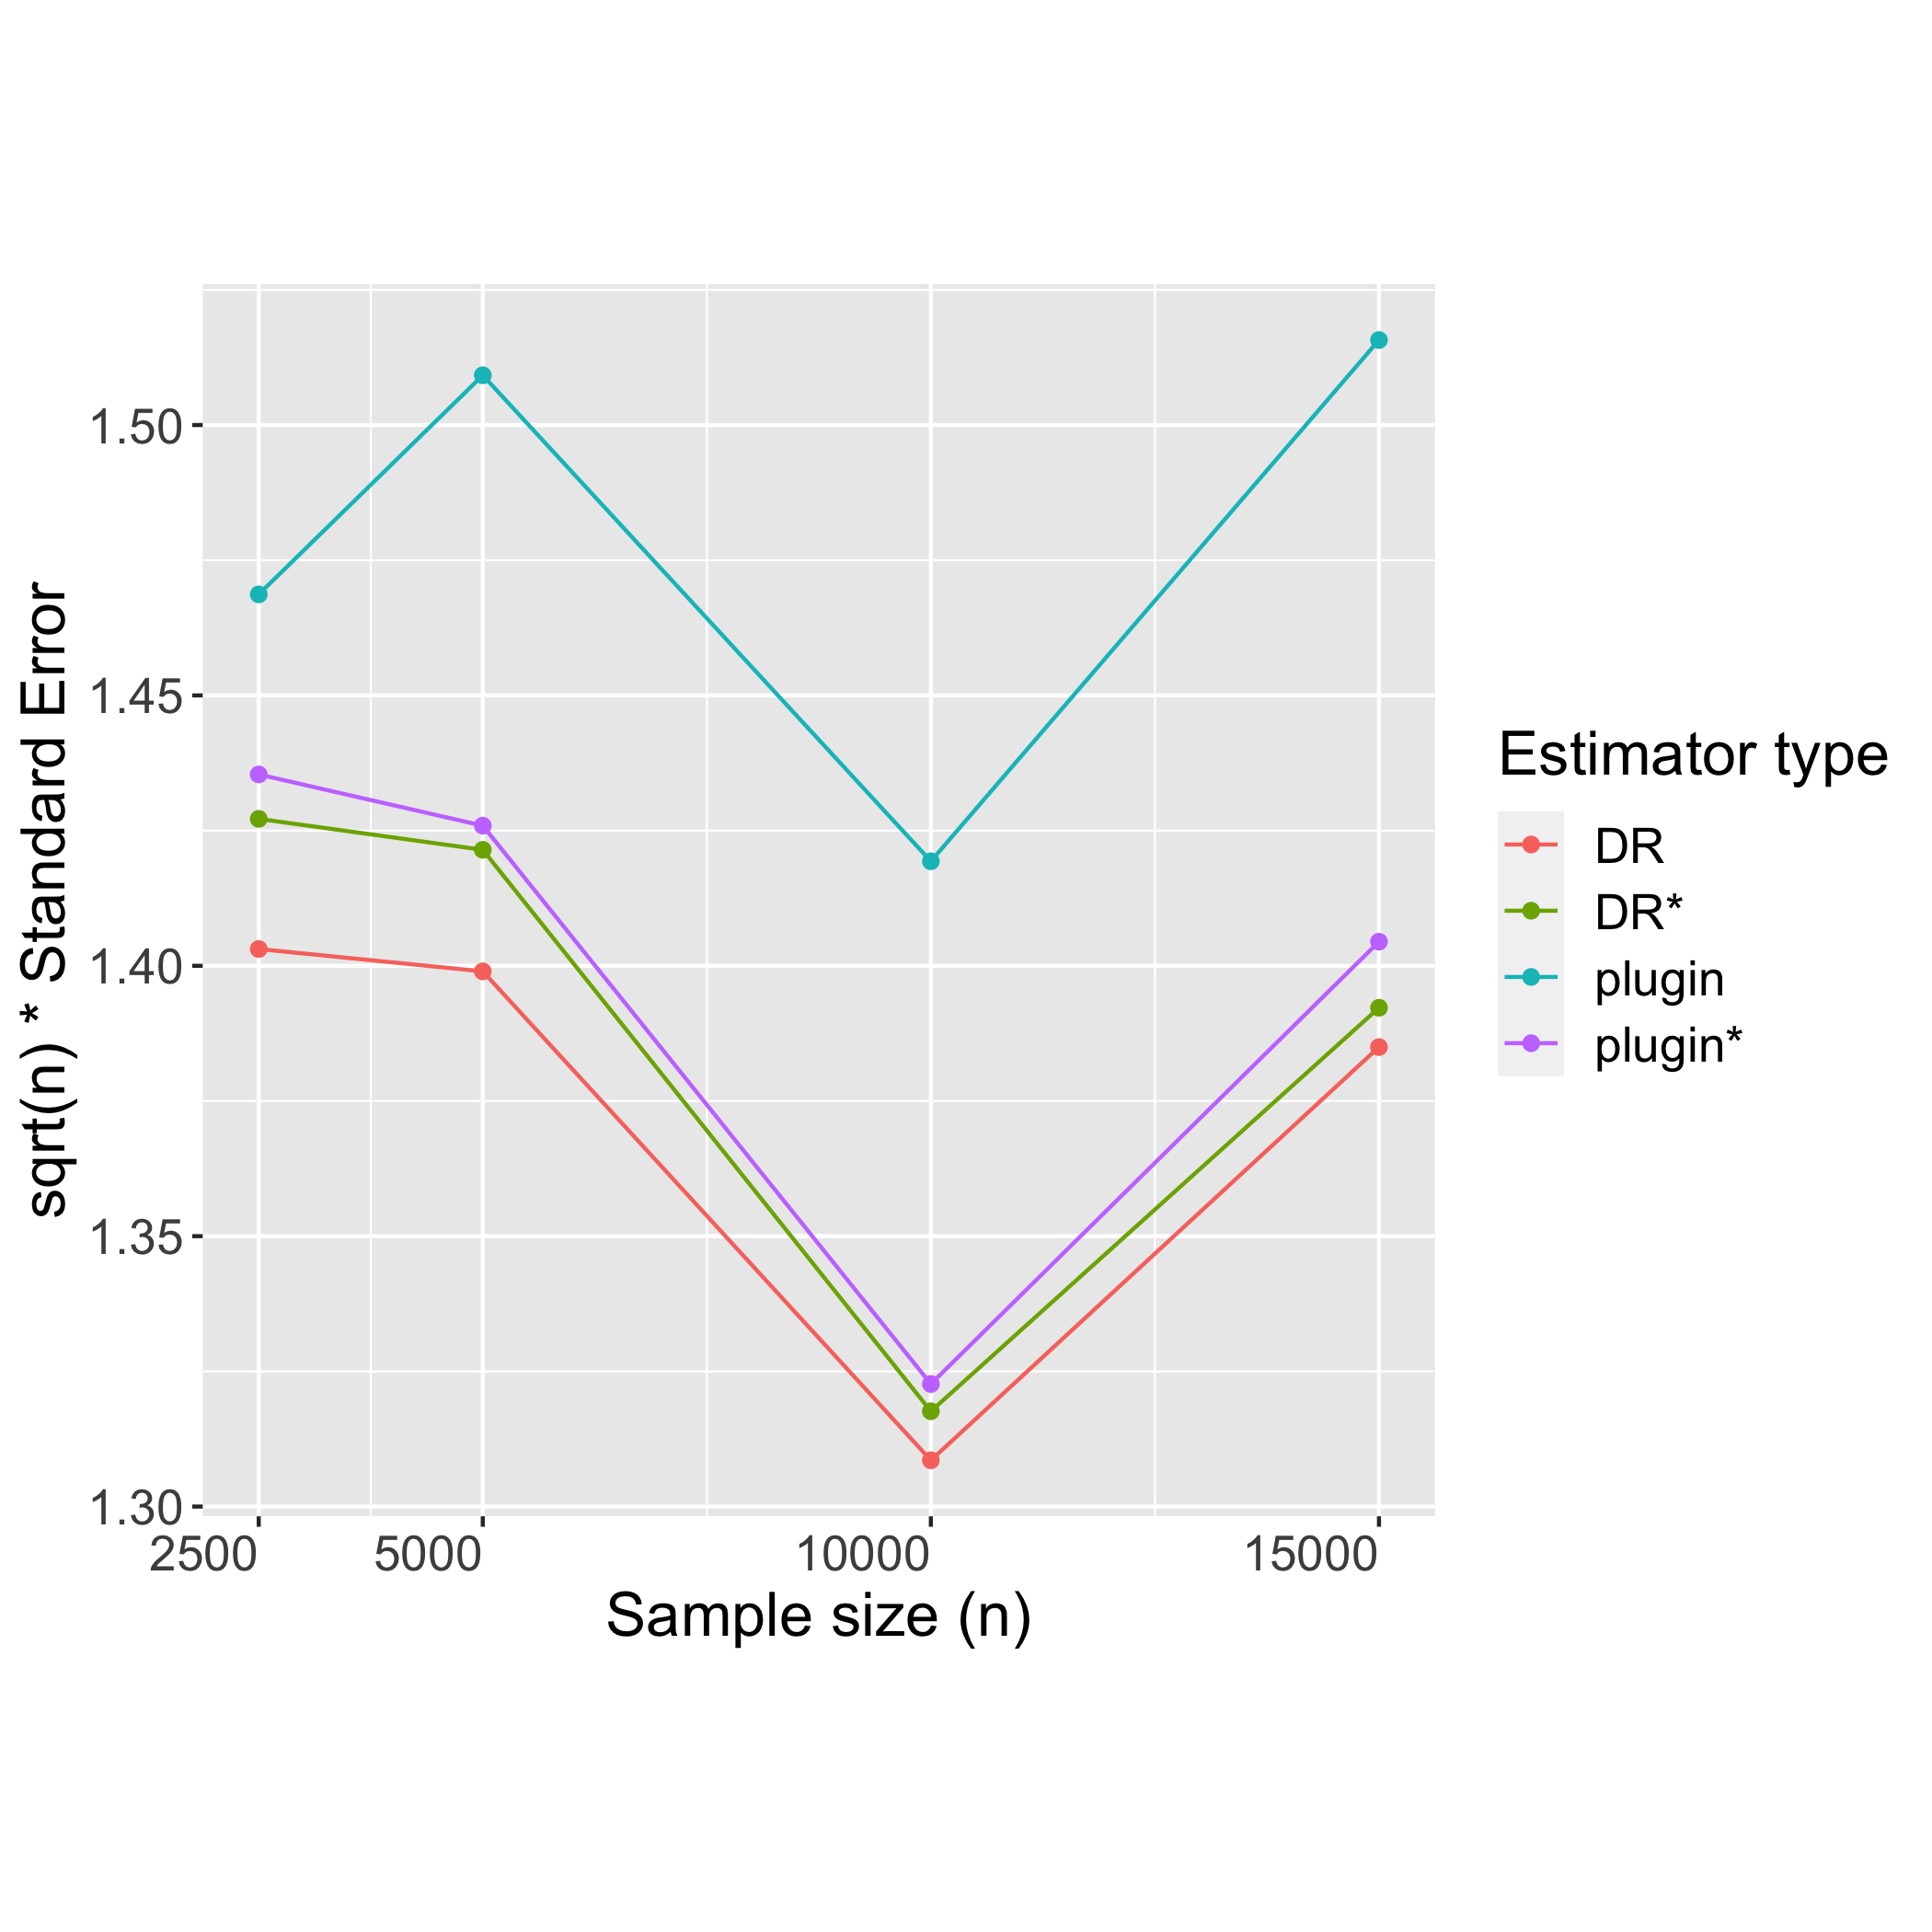 sqrt(n) * Standard Error
1.50
1.45
1.40
1.35
1.30
2500 5000 10000 15000
Sample size (n)
Estimator type
DR
DR*
plugin
plugin*